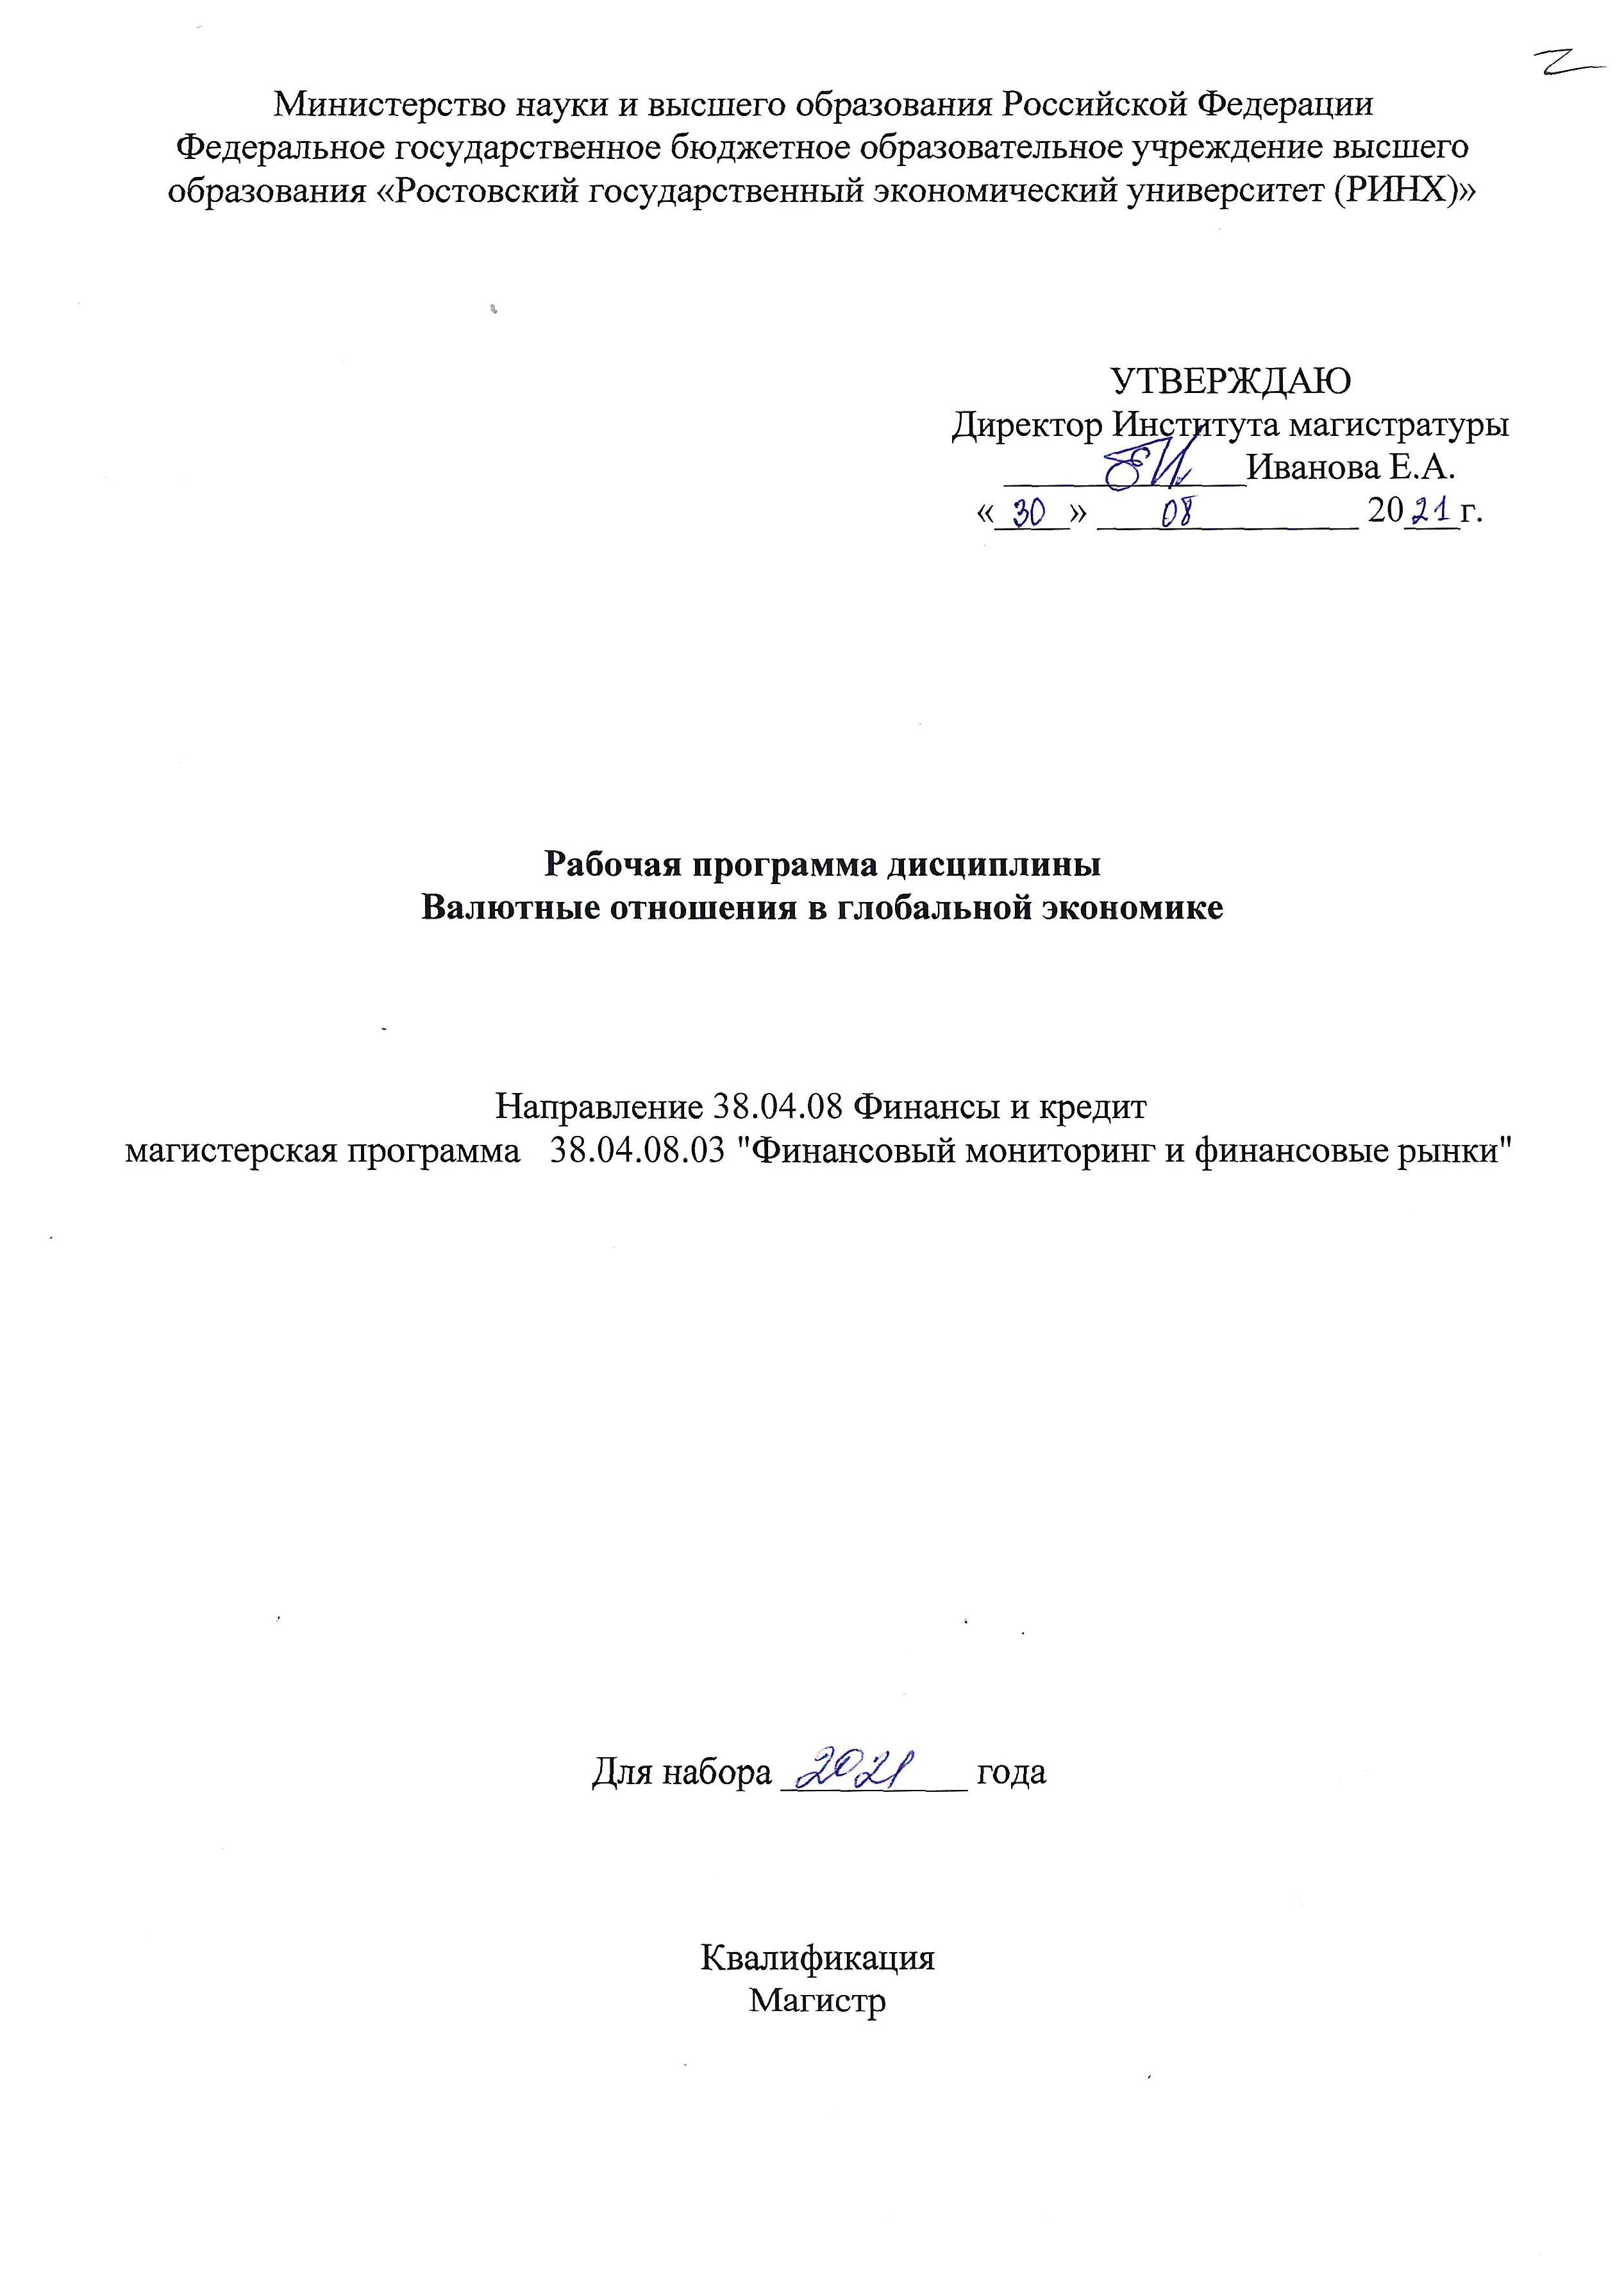 Министерство науки и высшего образования Российской Федерации
Федеральное государственное бюджетное образовательное учреждение высшего
образования «Ростовский государственный экономический университет (РИНХ)»
УТВЕРЖДАЮ
Директор Института магистратуры
______________Иванова Е.А.
«30» 08 2021г.
Рабочая программа дисциплины
Валютные отношения в глобальной экономике
Направление 38.04.08 Финансы и кредит
магистерская программа 38.04.08.03 "Финансовый мониторинг и финансовые рынки"
Для набора 2021 года
Квалификация
Магистр